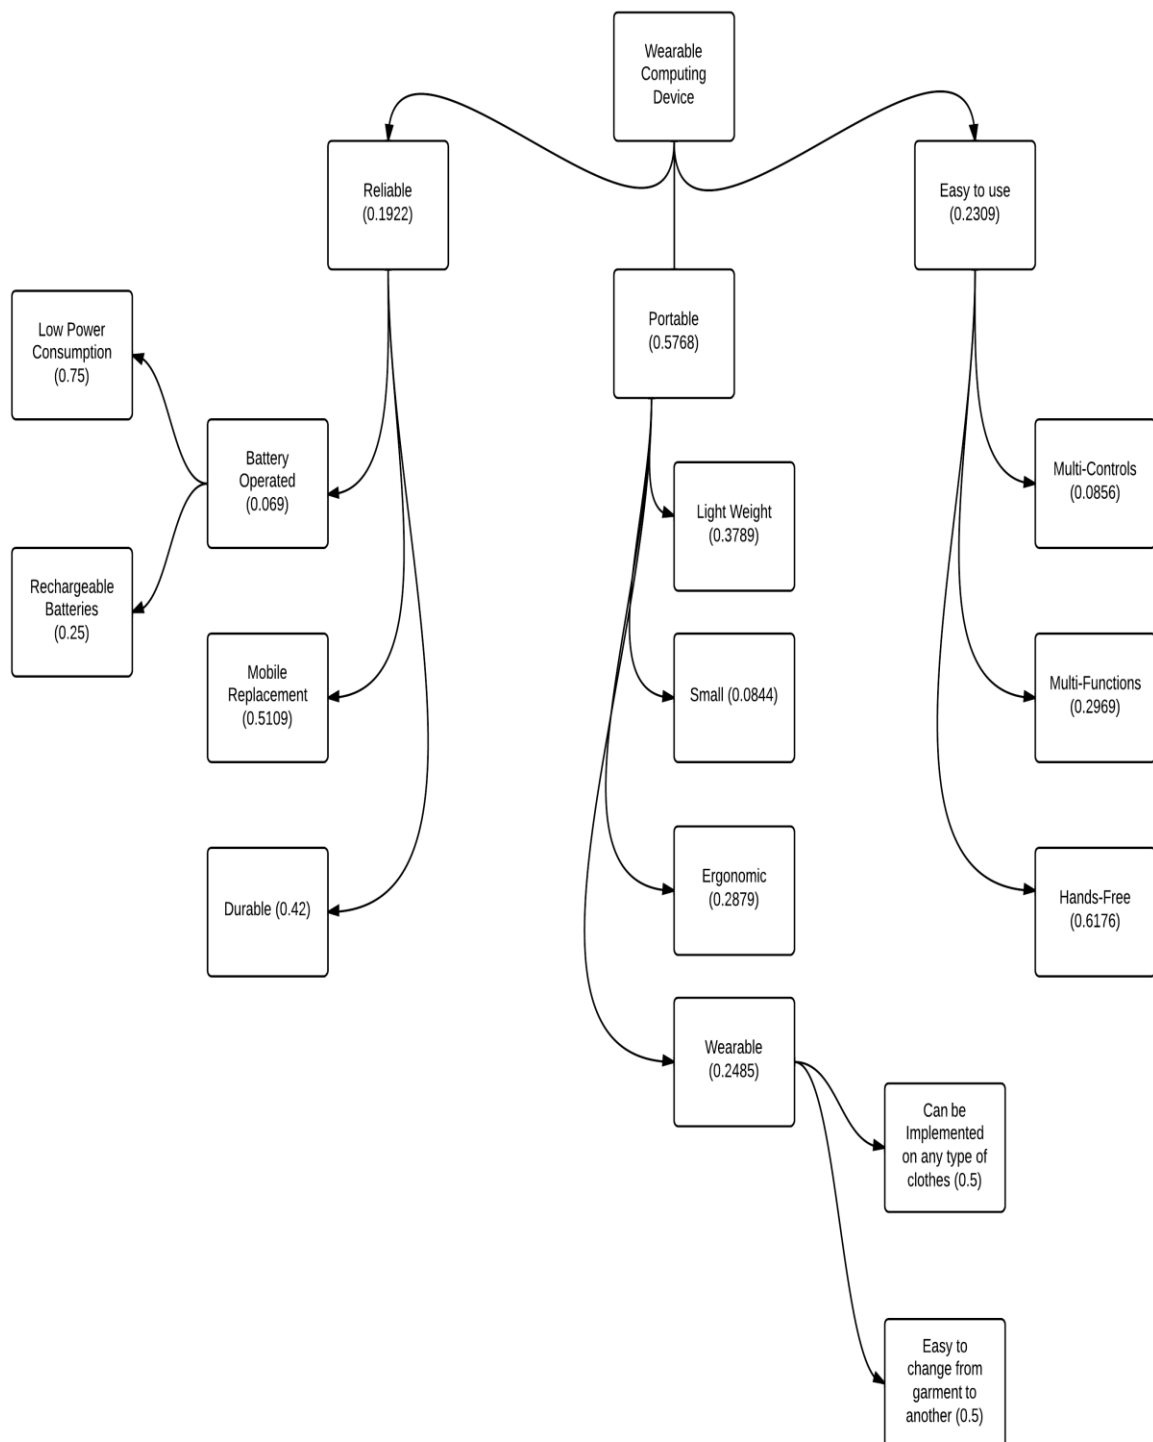 Wearable
Computing
Device
Reliable
(0.1922)
Easy to use
(0.2309)
Portable
(0.5768)
Low Power
Consumption
(0.75)
Battery
Operated
(0.069)
Rechargeable
Batteries
(0.25)
Mobile
Replacement
(0.5109)
Durable (0.42)
Light Weight
(0.3789)
Small (0.0844)
Ergonomic
(0.2879)
Wearable
(0.2485)
Can be
Implemented
on any type of
clothes (0.5)
Easy to
change from
garment to
another (0.5)
Multi-Controls
(0.0856)
Multi-Functions
(0.2969)
Hands-Free
(0.6176)